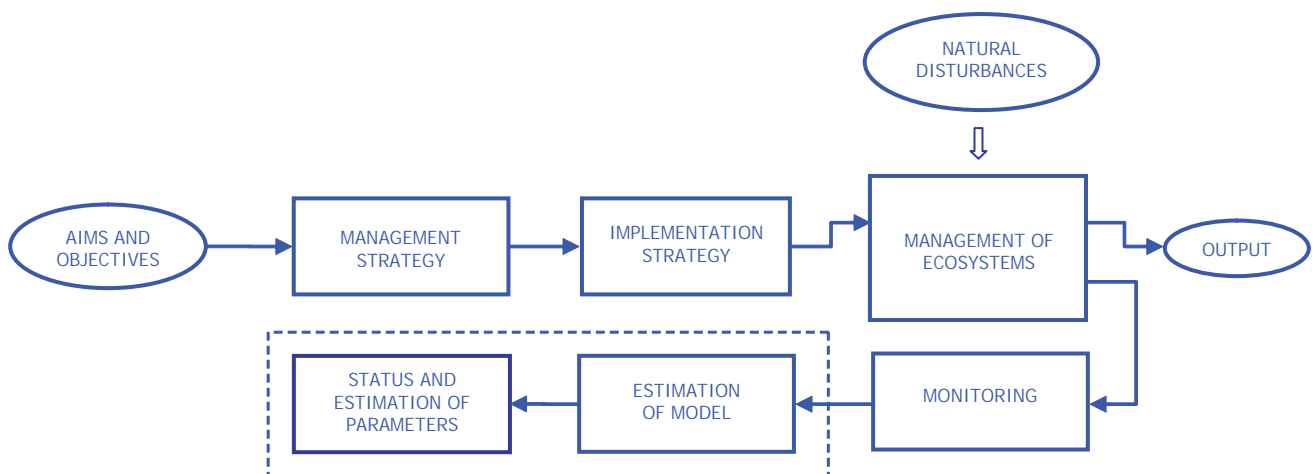 NATURAL
DISTURBANCES
AIMS AND
OBJECTIVES
MANAGEMENT
STRATEGY
IMPLEMENTATION
STRATEGY
MANAGEMENT OF
ECOSYSTEMS
OUTPUT
STATUS AND
ESTIMATION OF
PARAMETERS
ESTIMATION
OF MODEL
MONITORING